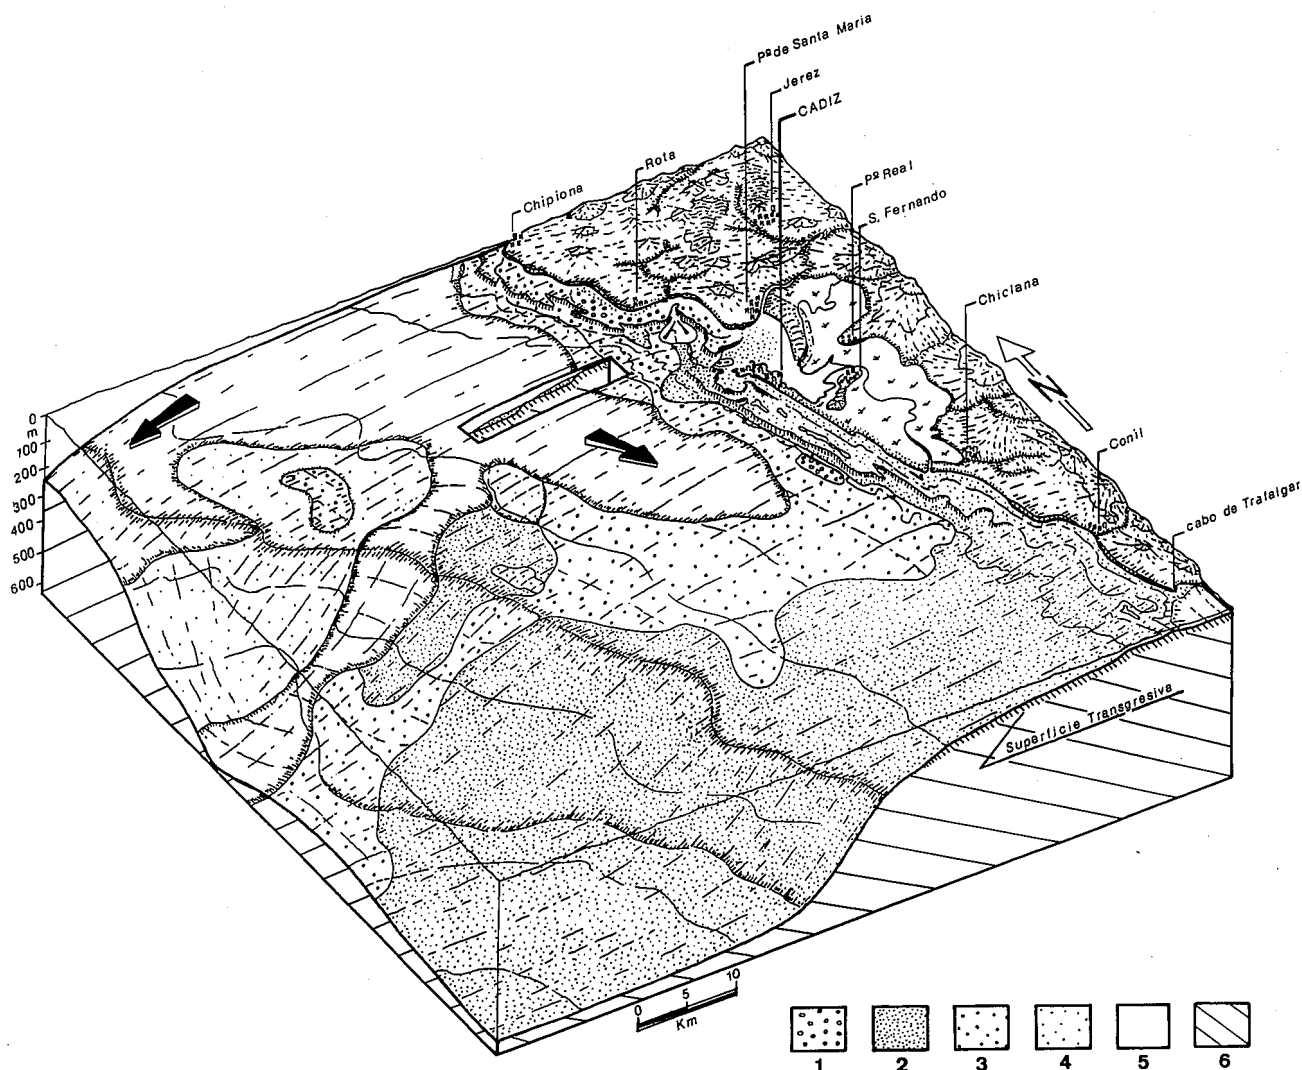 Pº de Santa Maria
Jerez
CADIZ
Rota
Pº Real
Chipiona
S. Fernando
Chiclana
N
Conil
cabo de Trafalgar
0
m
100
200
300
400
500
600
Superficie Transgresiva
0 5 10
Km
1 2 3 4 5 6